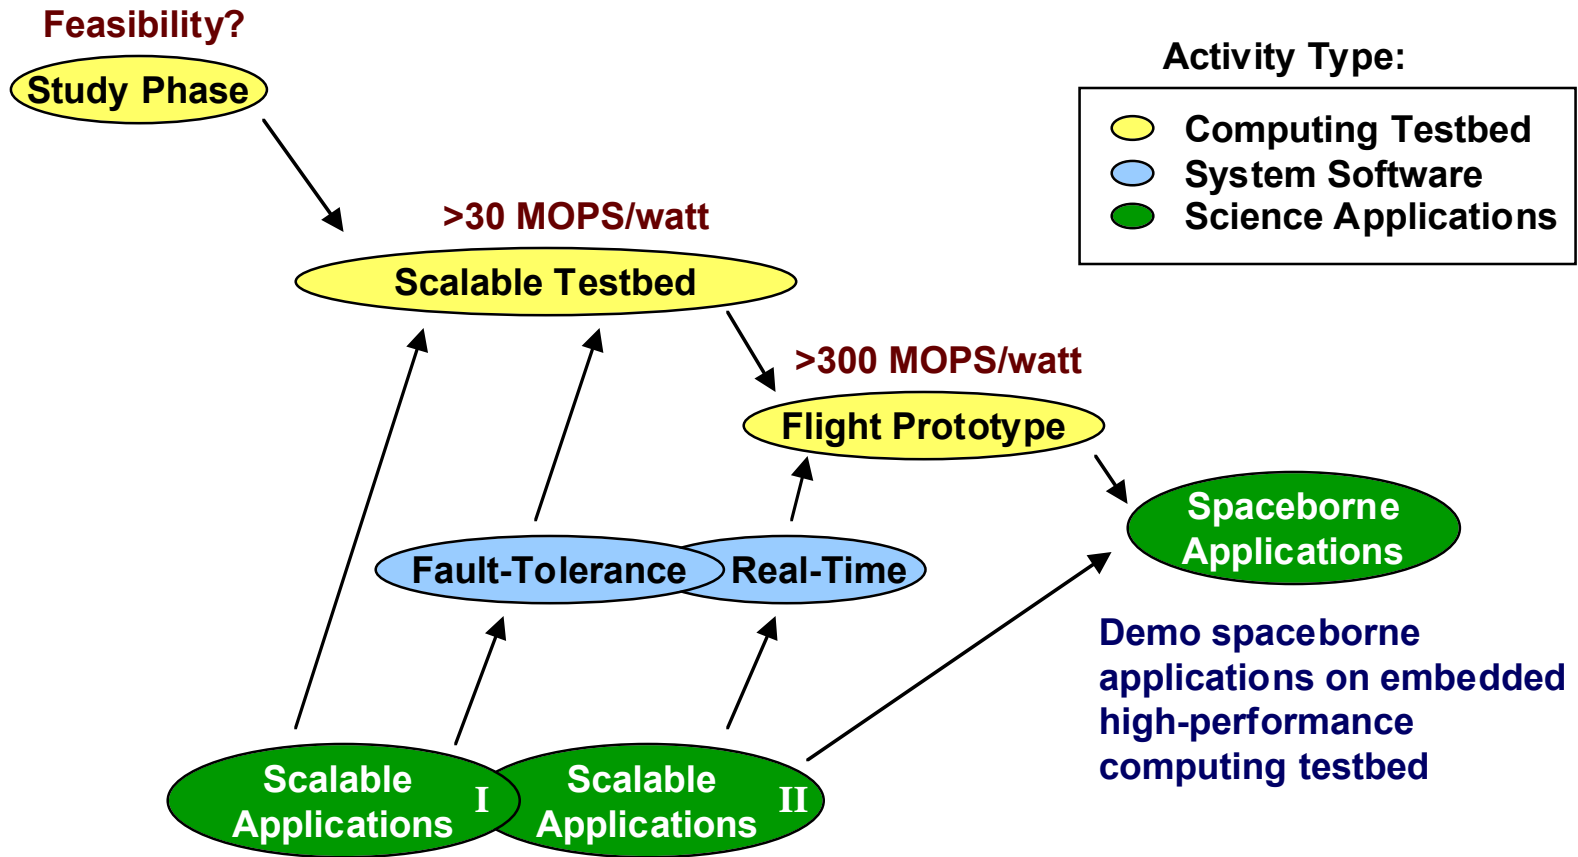 Feasibility?
Study Phase
Activity Type:
Computing Testbed
System Software
Science Applications
>30 MOPS/watt
Scalable Testbed
>300 MOPS/watt
Flight Prototype
Spaceborne
Applications
Fault-Tolerance
Real-Time
Demo spaceborne
applications on embedded
high-performance
computing testbed
Scalable
Applications I
Scalable
Applications II